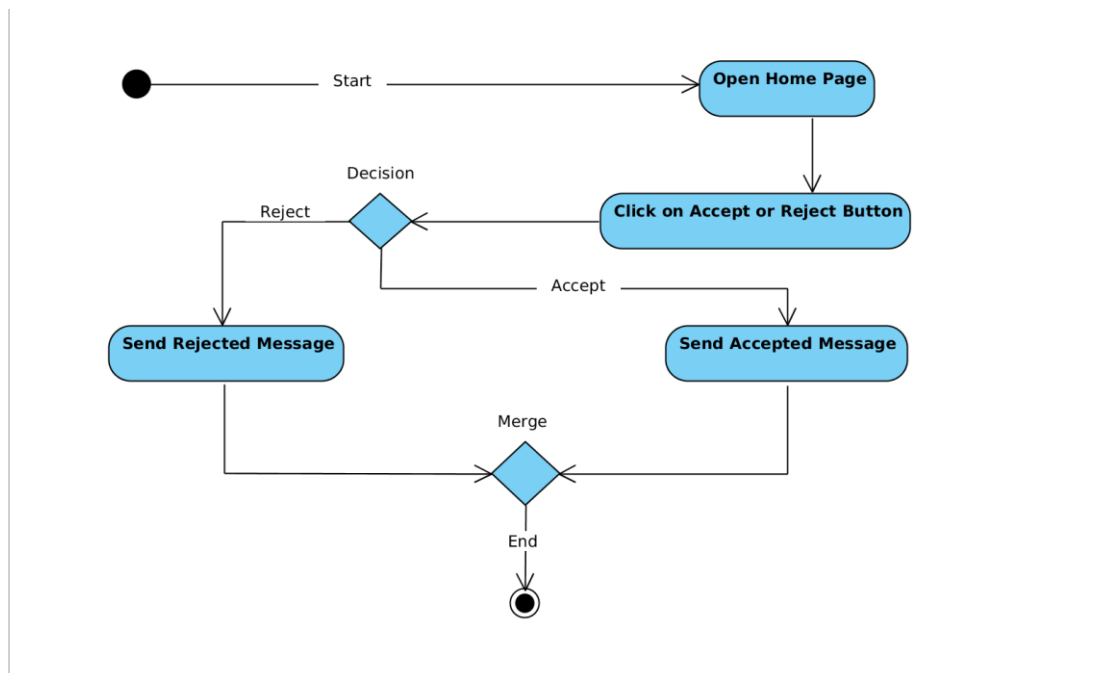 Start
Open Home Page
Decision
Reject
Click on Accept or Reject Button
Accept
Send Rejected Message
Send Accepted Message
Merge
End